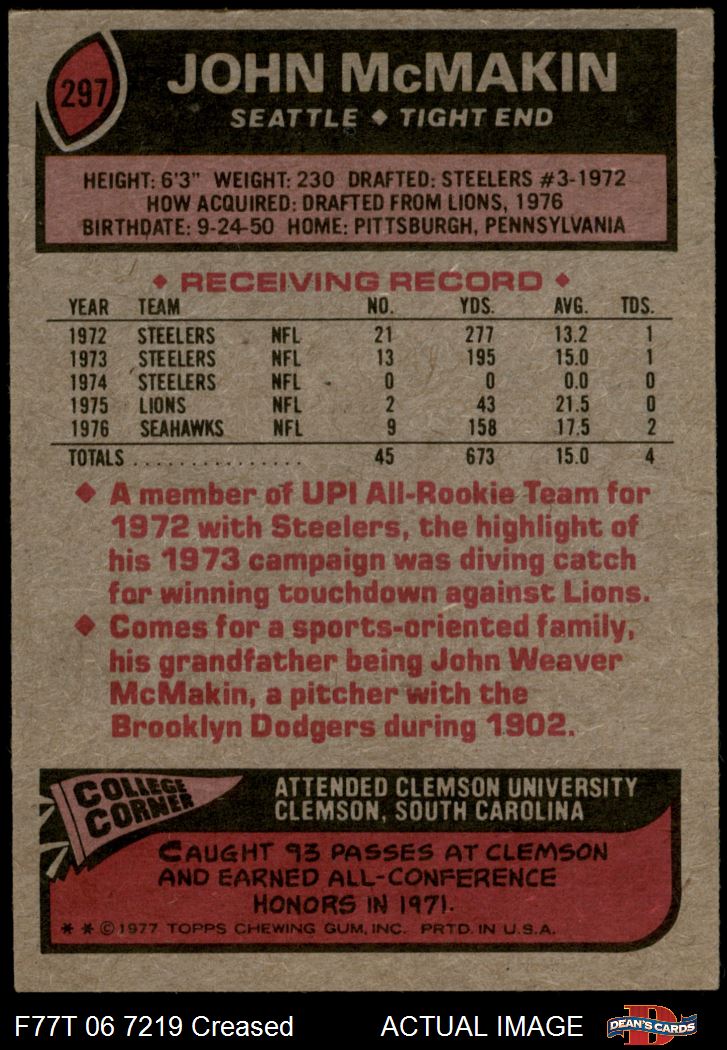 297
JOHN McMAKIN
SEATTLE ◆ TIGHT END
HEIGHT: 6'3" WEIGHT: 230 DRAFTED: STEELERS #3-1972
HOW ACQUIRED: DRAFTED FROM LIONS, 1976
BIRTHDATE: 9-24-50 HOME: PITTSBURGH, PENNSYLVANIA
◆ RECEIVING RECORD ◆
YEAR TEAM NO. YDS. AVG. TDS.
1972 STEELERS NFL 21 277 13.2 1
1973 STEELERS NFL 13 195 15.0 1
1974 STEELERS NFL 0 0 0.0 0
1975 LIONS NFL 2 43 21.5 0
1976 SEAHAWKS NFL 9 158 17.5 2
TOTALS ................ 45 673 15.0 4
◆ A member of UPI All-Rookie Team for
1972 with Steelers, the highlight of
his 1973 campaign was diving catch
for winning touchdown against Lions.
◆ Comes for a sports-oriented family,
his grandfather being John Weaver
McMakin, a pitcher with the
Brooklyn Dodgers during 1902.
COLLEGE
CORNER
ATTENDED CLEMSON UNIVERSITY
CLEMSON, SOUTH CAROLINA
CAUGHT 93 PASSES AT CLEMSON
AND EARNED ALL-CONFERENCE
HONORS IN 1971.
* * © 1977 TOPPS CHEWING GUM, INC. PRTD. IN U.S.A.
F77T 06 7219 Creased ACTUAL IMAGE
D
DEAN'S CARDS